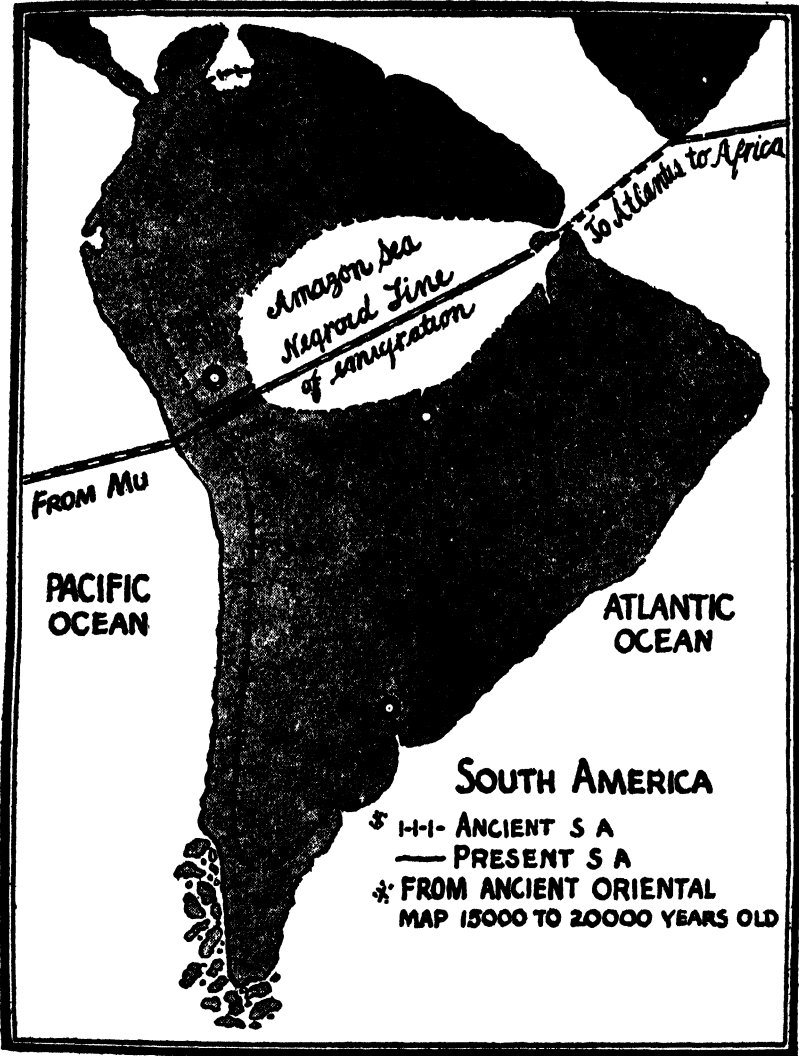 To Atlantis to Africa
Amazon Sea
Negroid Line
of emigration
FROM MU
PACIFIC
OCEAN
ATLANTIC
OCEAN
SOUTH AMERICA
ANCIENT S A
PRESENT S A
FROM ANCIENT ORIENTAL
MAP 15000 TO 20000 YEARS OLD